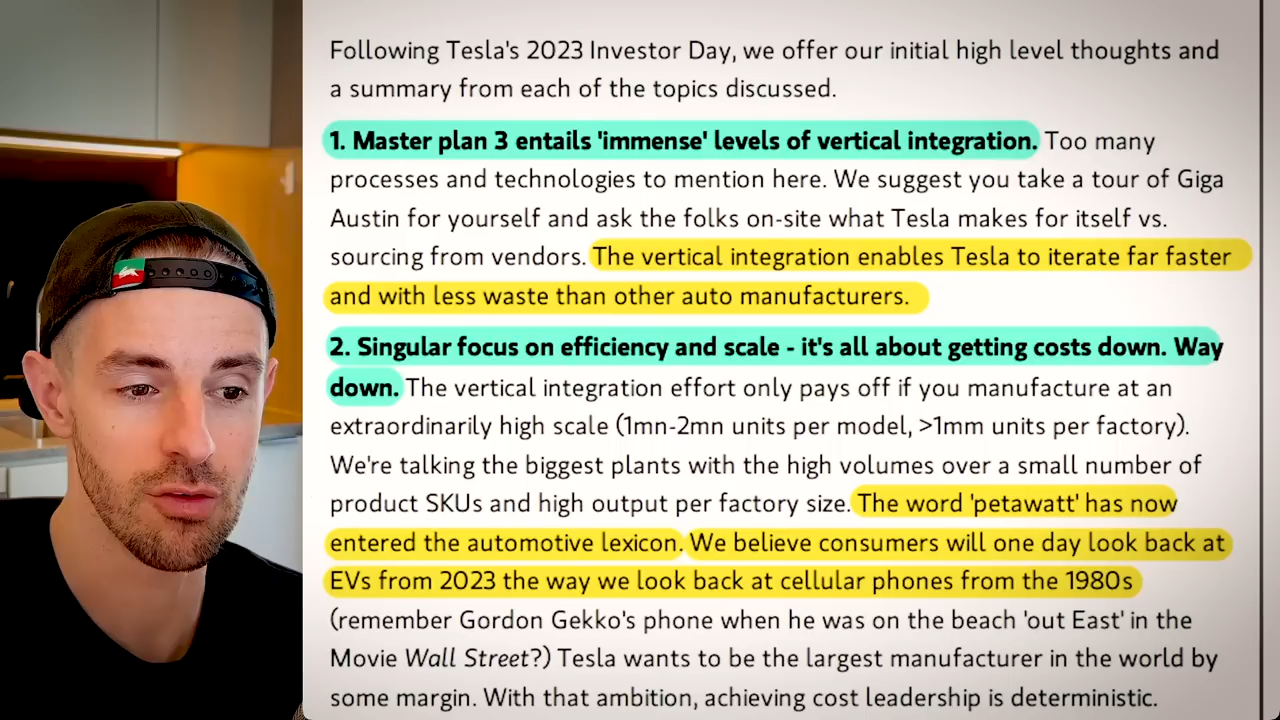 Following Tesla's 2023 Investor Day, we offer our initial high level thoughts and
a summary from each of the topics discussed.
1. Master plan 3 entails 'immense' levels of vertical integration. Too many
processes and technologies to mention here. We suggest you take a tour of Giga
Austin for yourself and ask the folks on-site what Tesla makes for itself vs.
sourcing from vendors. The vertical integration enables Tesla to iterate far faster
and with less waste than other auto manufacturers.
2. Singular focus on efficiency and scale - it's all about getting costs down. Way
down. The vertical integration effort only pays off if you manufacture at an
extraordinarily high scale (1mn-2mn units per model, >1mm units per factory).
We're talking the biggest plants with the high volumes over a small number of
product SKUs and high output per factory size. The word 'petawatt' has now
entered the automotive lexicon. We believe consumers will one day look back at
EVs from 2023 the way we look back at cellular phones from the 1980s
(remember Gordon Gekko's phone when he was on the beach 'out East' in the
Movie Wall Street?) Tesla wants to be the largest manufacturer in the world by
some margin. With that ambition, achieving cost leadership is deterministic.